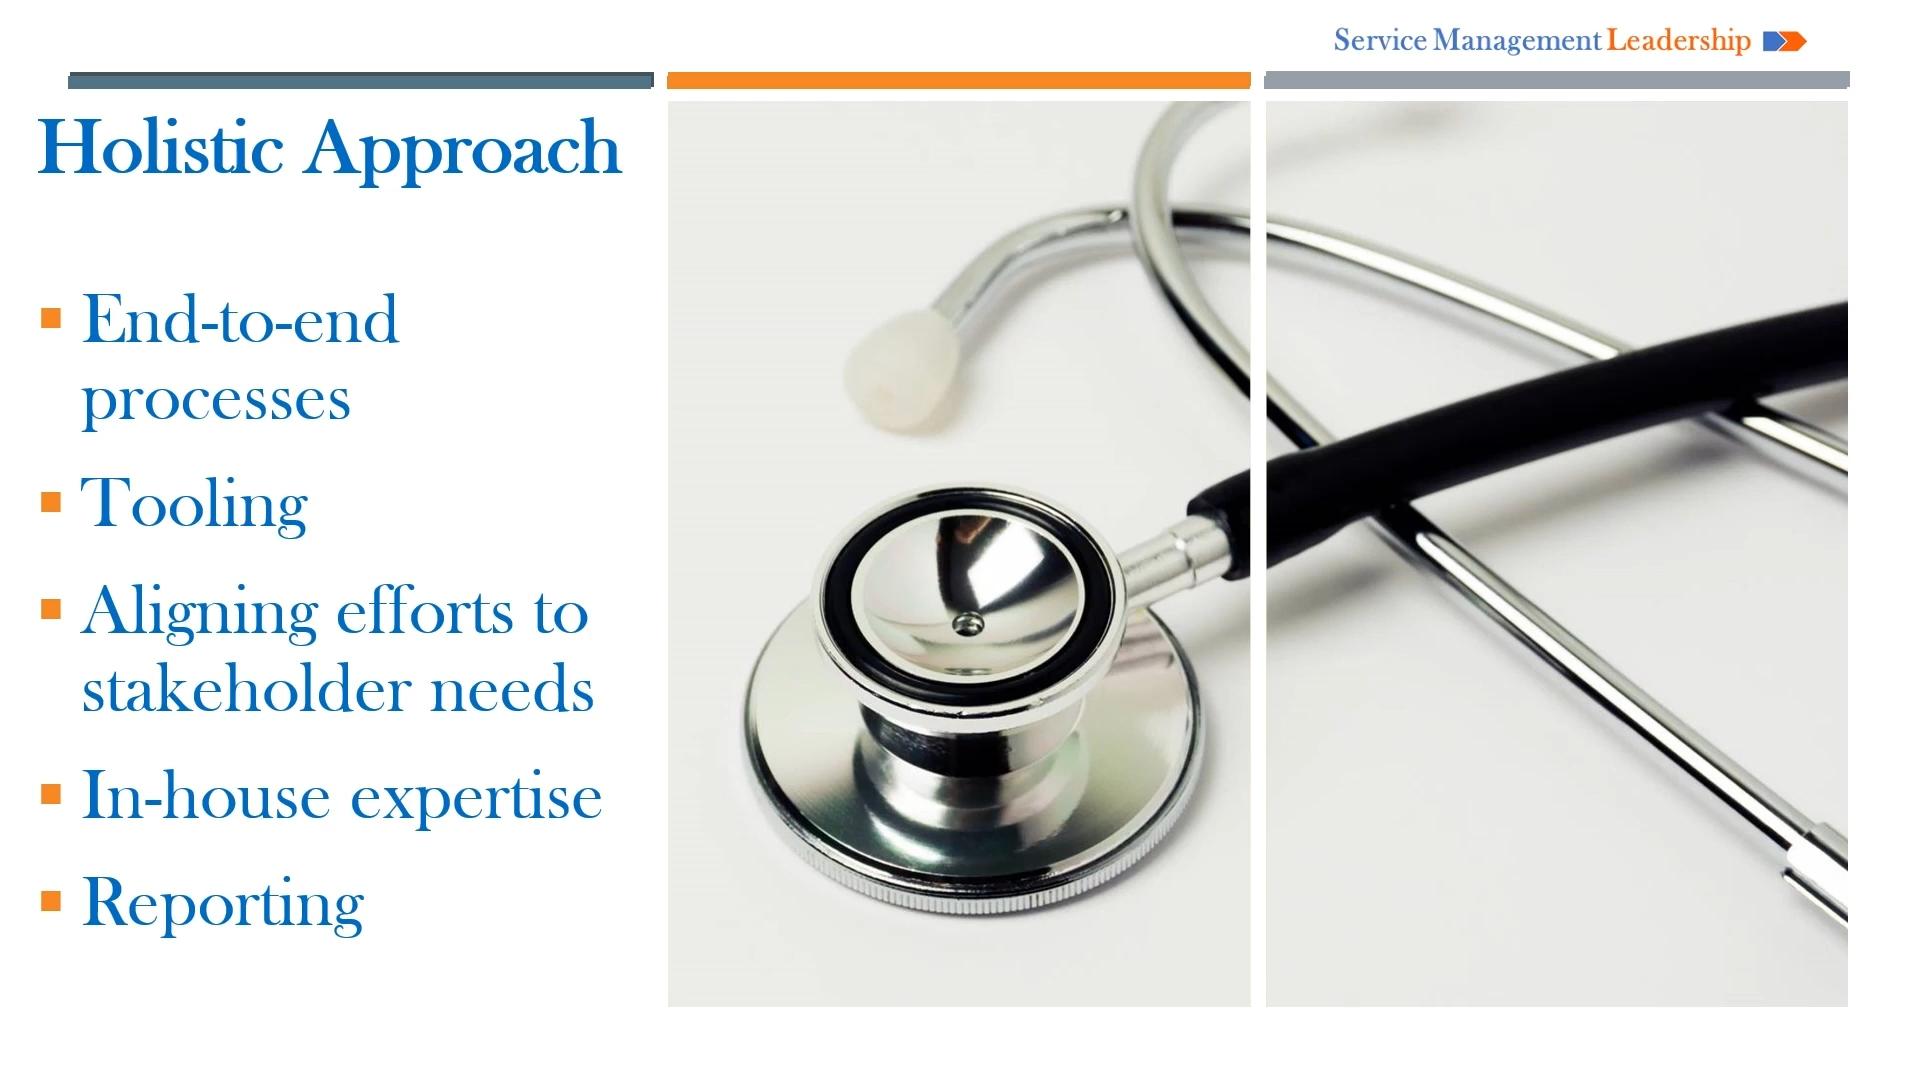 Service Management Leadership
Holistic Approach
End-to-end
processes
Tooling
Aligning efforts to
stakeholder needs
In-house expertise
Reporting